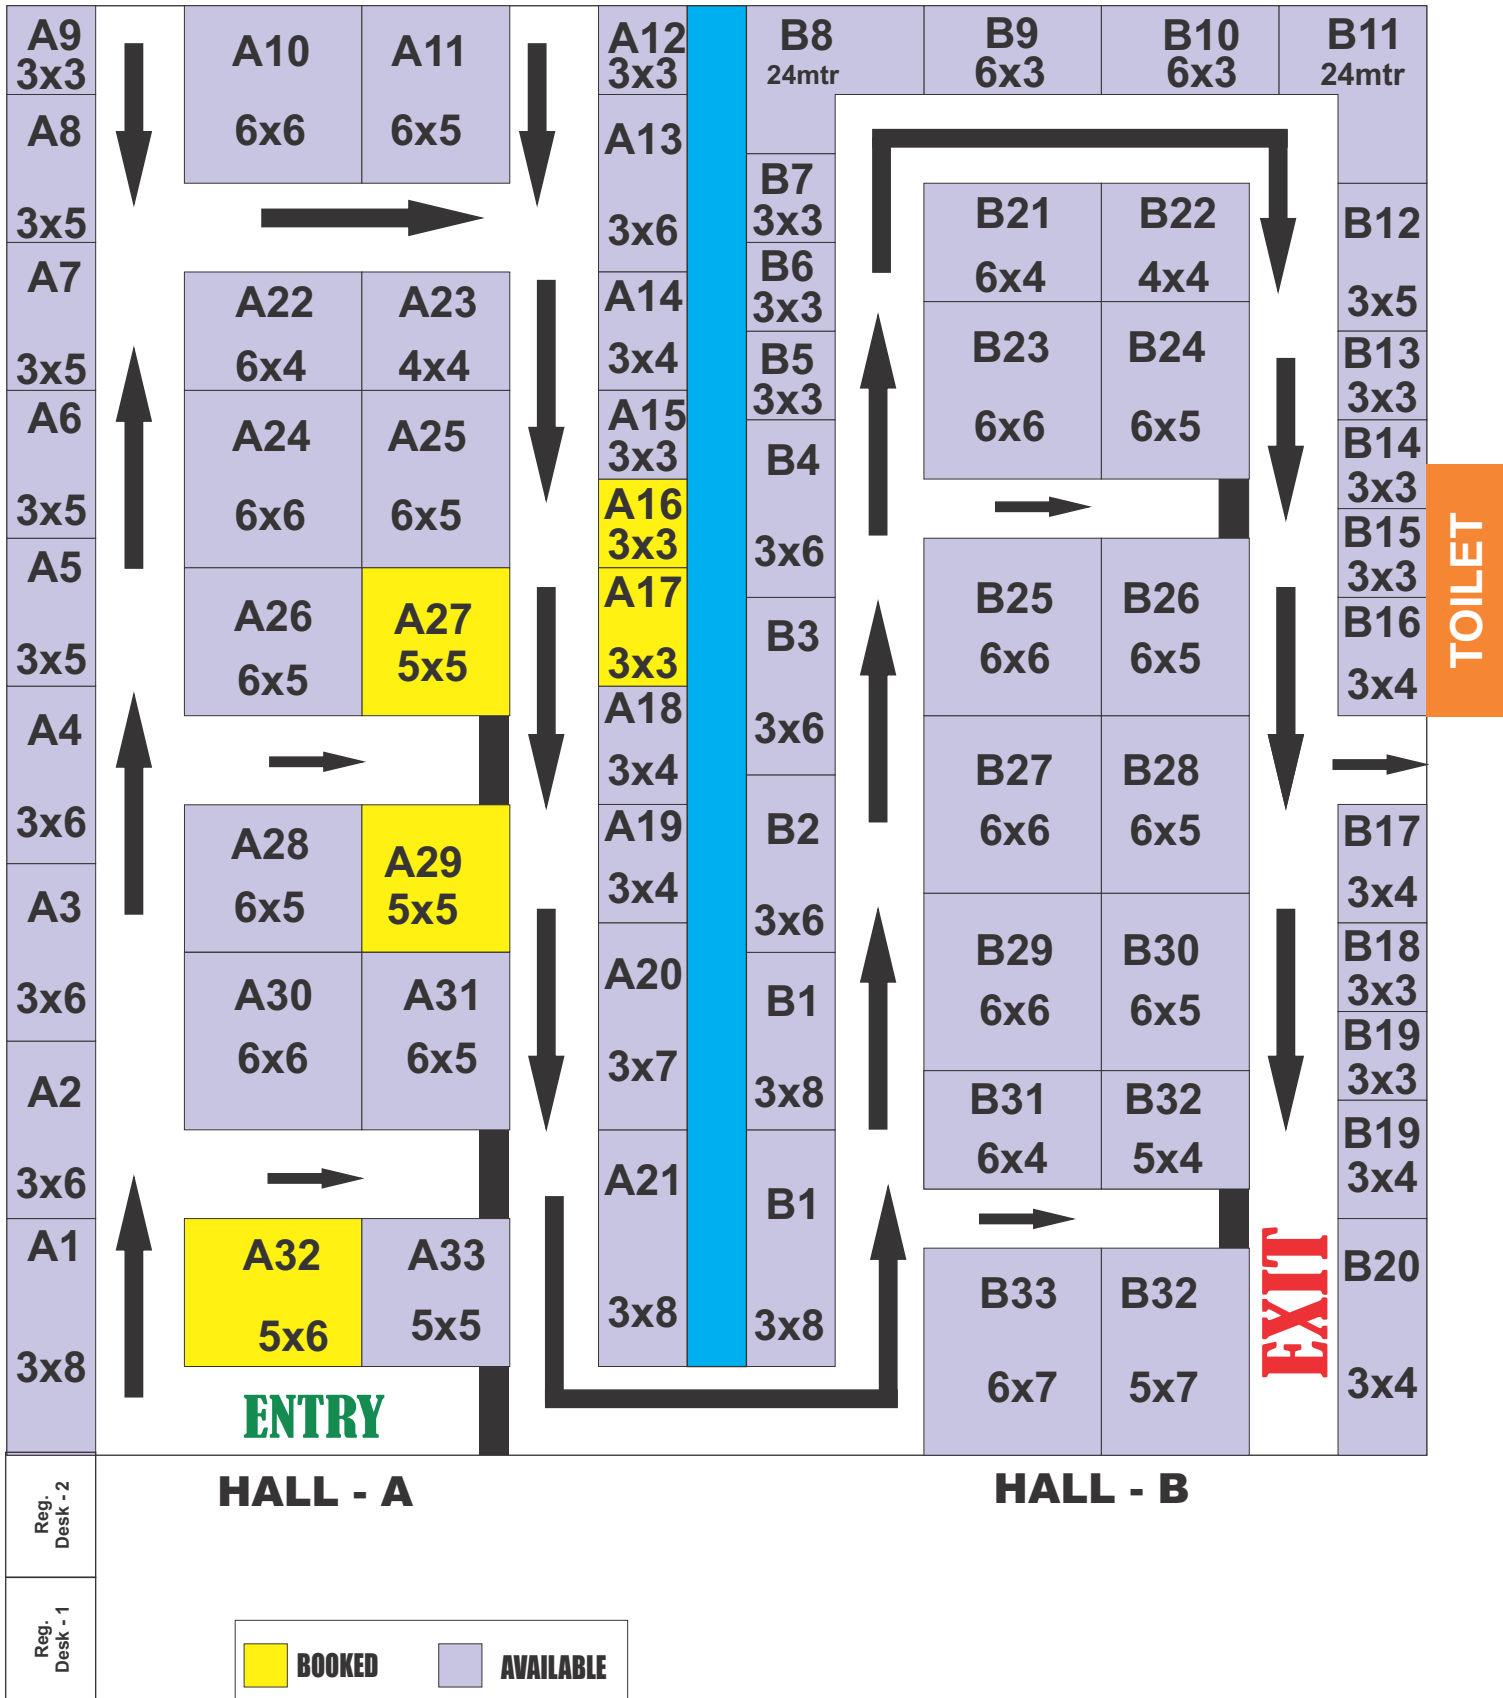 A9
3x3
A8
3x5
A7
3x5
A6
3x5
A5
3x5
A4
3x6
A3
3x6
A2
3x6
A1
3x8
A10
6x6
A11
6x5
A22
6x4
A23
4x4
A24
6x6
A25
6x5
A26
6x5
A27
5x5
A28
6x5
A29
5x5
A30
6x6
A31
6x5
A32
5x6
A33
5x5
ENTRY
A12
3x3
A13
3x6
A14
3x4
A15
3x3
A16
3x3
A17
3x3
A18
3x4
A19
3x4
A20
3x7
A21
3x8
B8
24mtr
B7
3x3
B6
3x3
B5
3x3
B4
3x6
B3
3x6
B2
3x6
B1
3x8
B1
3x8
B9
6x3
B10
6x3
B11
24mtr
B21
6x4
B22
4x4
B23
6x6
B24
6x5
B25
6x6
B26
6x5
B27
6x6
B28
6x5
B29
6x6
B30
6x5
B31
6x4
B32
5x4
B33
6x7
B32
5x7
EXIT
B12
3x5
B13
3x3
B14
3x3
B15
3x3
B16
3x4
TOILET
B17
3x4
B18
3x3
B19
3x3
B19
3x4
B20
3x4
HALL - A
HALL - B
Reg.
Desk - 2
Reg.
Desk - 1
BOOKED
AVAILABLE